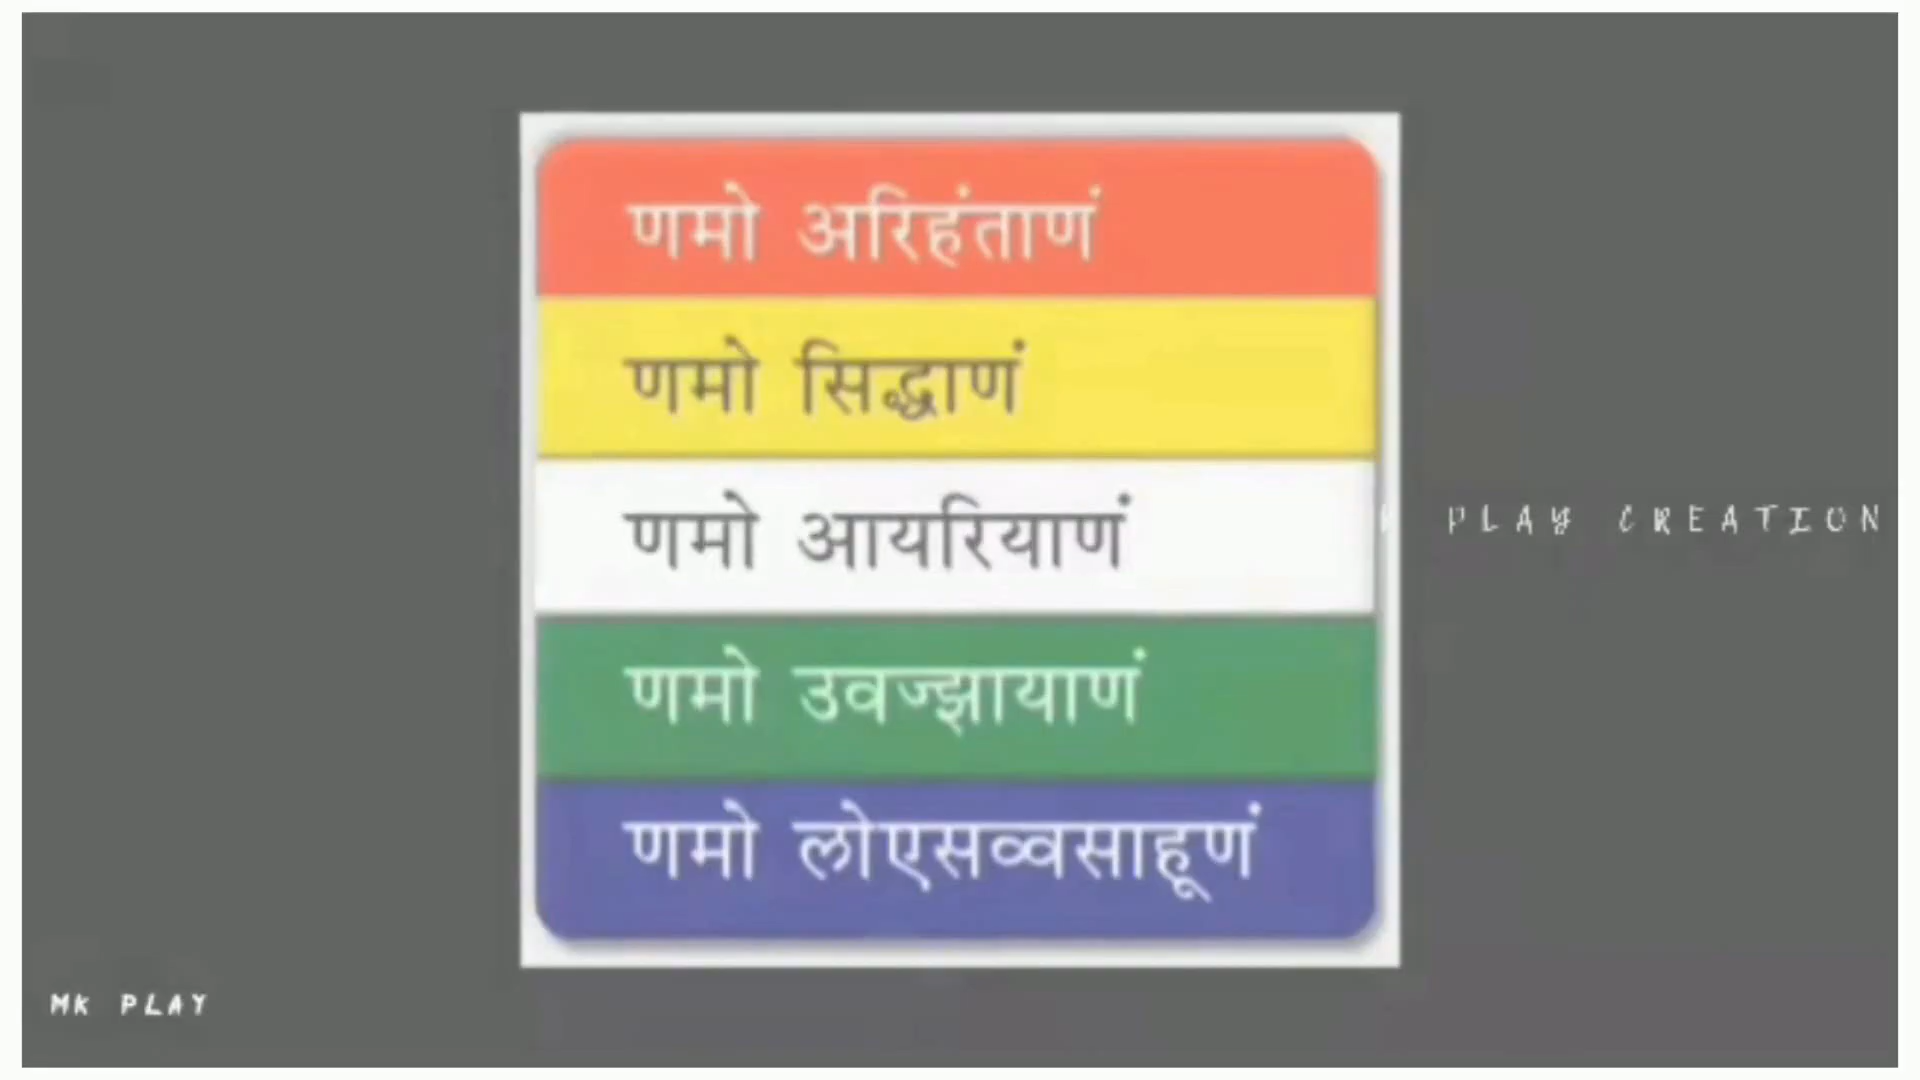 णमो अरिहंताणं
णमो सिद्धाणं
णमो आयरियाणं
णमो उवज्झायाणं
णमो लोएसव्वसाहूणं
PLAY CREATION
MK PLAY